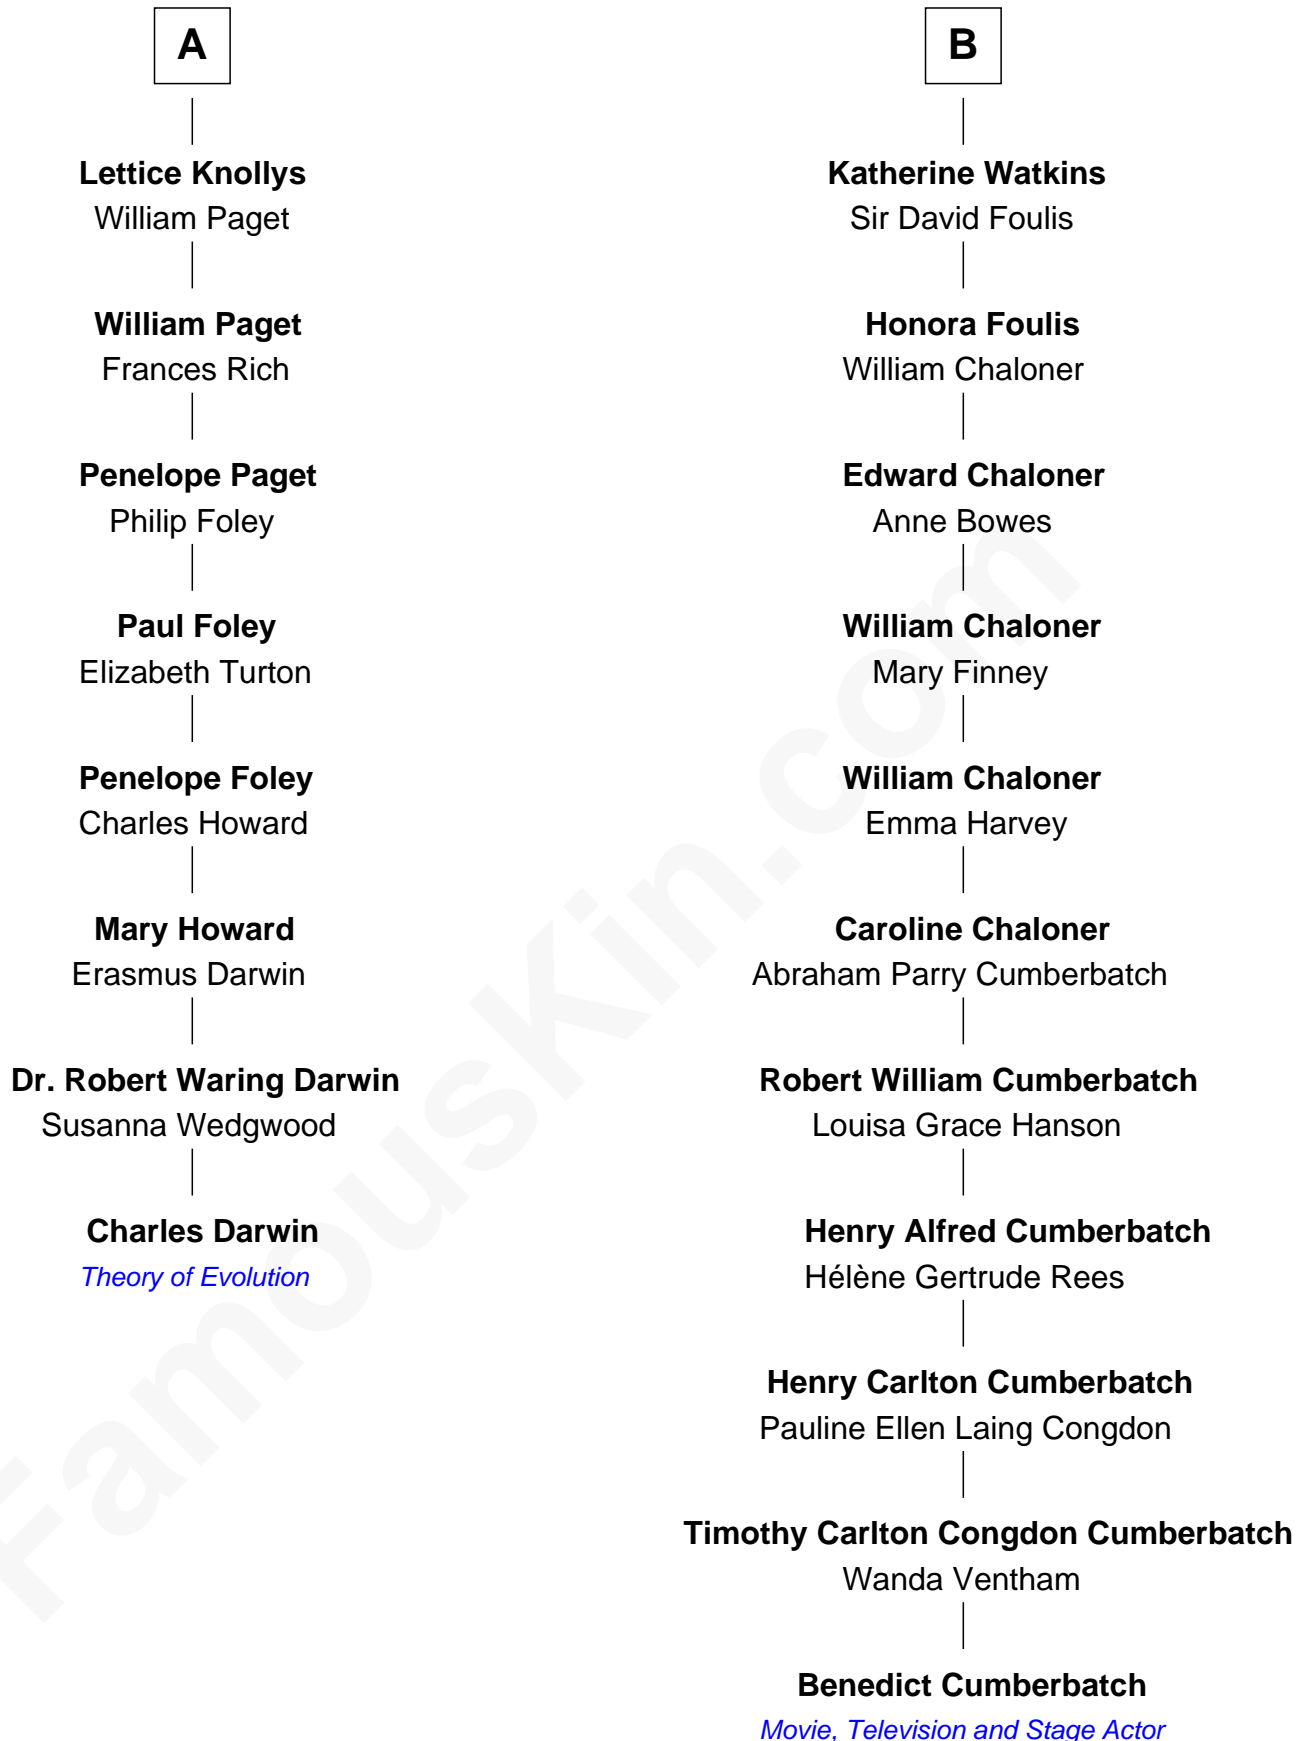 A
Lettice Knollys
William Paget
William Paget
Frances Rich
Penelope Paget
Philip Foley
Paul Foley
Elizabeth Turton
Penelope Foley
Charles Howard
Mary Howard
Erasmus Darwin
Dr. Robert Waring Darwin
Susanna Wedgwood
Charles Darwin
Theory of Evolution
B
Katherine Watkins
Sir David Foulis
Honora Foulis
William Chaloner
Edward Chaloner
Anne Bowes
William Chaloner
Mary Finney
William Chaloner
Emma Harvey
Caroline Chaloner
Abraham Parry Cumberbatch
Robert William Cumberbatch
Louisa Grace Hanson
Henry Alfred Cumberbatch
Hélène Gertrude Rees
Henry Carlton Cumberbatch
Pauline Ellen Laing Congdon
Timothy Carlton Congdon Cumberbatch
Wanda Ventham
Benedict Cumberbatch
Movie, Television and Stage Actor
FamousKin.com